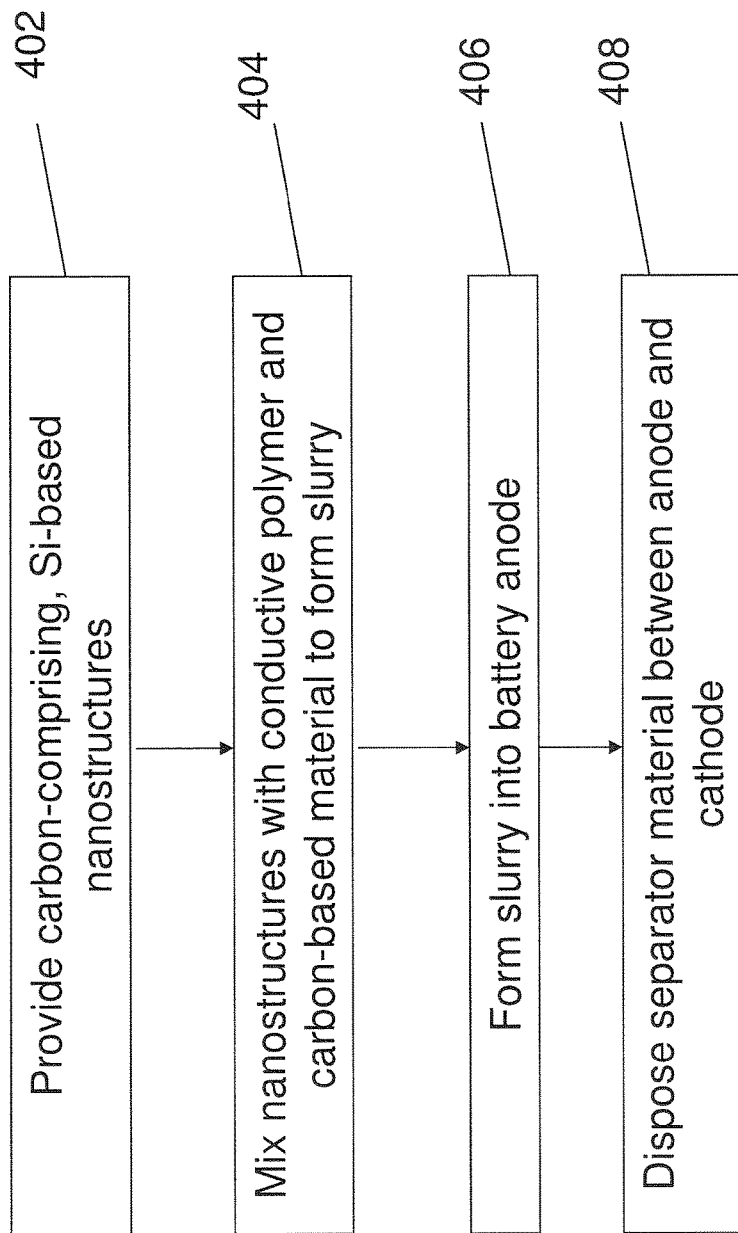 Provide carbon-comprising, Si-based
nanostructures
402
Mix nanostructures with conductive polymer and
carbon-based material to form slurry
404
Form slurry into battery anode
406
Dispose separator material between anode and
cathode
408